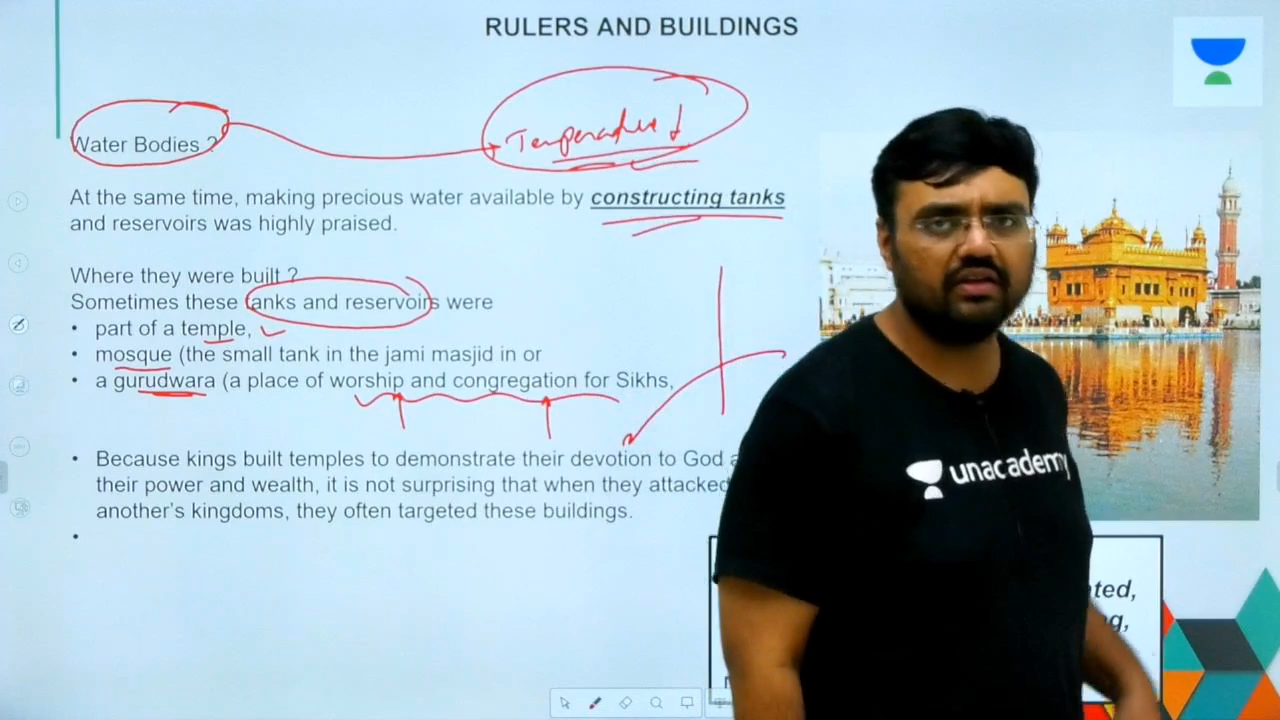 RULERS AND BUILDINGS
Water Bodies ?
Temperature ↓
At the same time, making precious water available by constructing tanks
and reservoirs was highly praised.
Where they were built ?
Sometimes these tanks and reservoirs were
• part of a temple,
• mosque (the small tank in the jami masjid in or
• a gurudwara (a place of worship and congregation for Sikhs,
• Because kings built temples to demonstrate their devotion to God
their power and wealth, it is not surprising that when they attacked
another's kingdoms, they often targeted these buildings.
•
unacademy